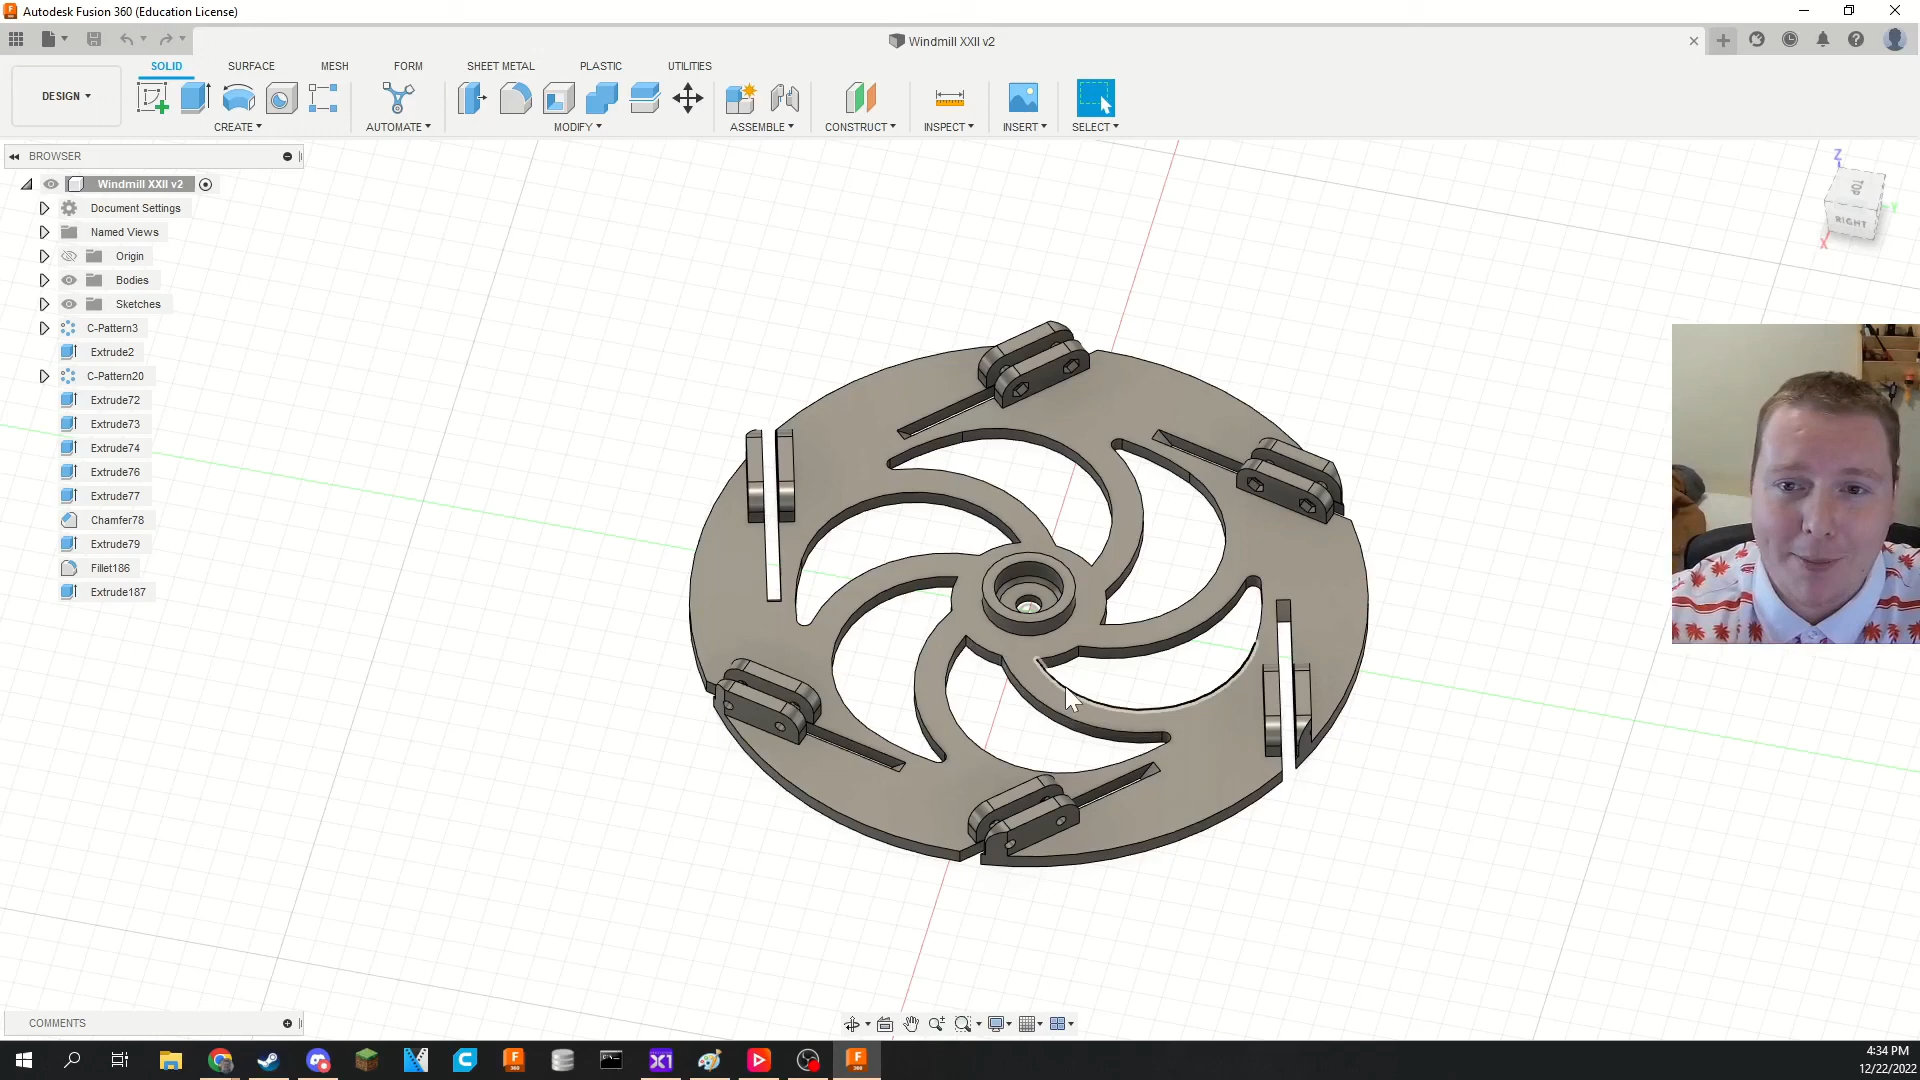 Autodesk Fusion 360 (Education License)
Windmill XXII v2
SOLID SURFACE MESH FORM SHEET METAL PLASTIC UTILITIES
DESIGN
CREATE AUTOMATE MODIFY ASSEMBLE CONSTRUCT INSPECT INSERT SELECT
BROWSER
Windmill XXII v2
Document Settings
Named Views
Origin
Bodies
Sketches
C-Pattern3
Extrude2
C-Pattern20
Extrude72
Extrude73
Extrude74
Extrude76
Extrude77
Chamfer78
Extrude79
Fillet186
Extrude187
Z
TOP
Y
RIGHT
X
COMMENTS
4:34 PM
12/22/2022